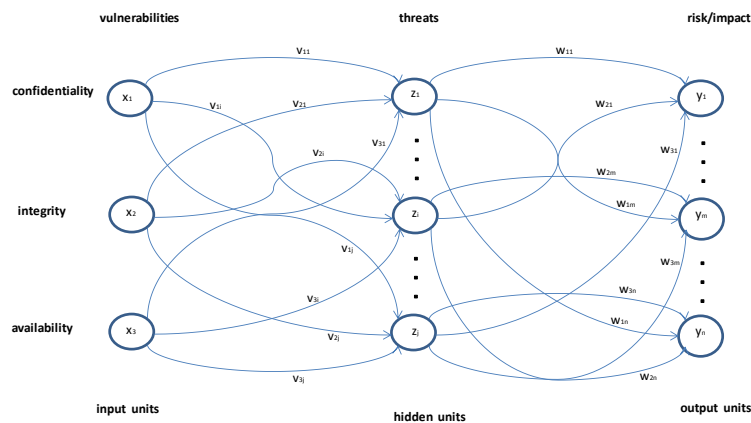 vulnerabilities threats risk/impact
v11 w11
confidentiality x1 z1 y1
v1i v21 w21
v31 w31
v2i w2m
integrity x2 zi w1m ym
v1j w3m
v3i w3n
availability x3 v2j zj w1n yn
v3j w2n
input units hidden units output units